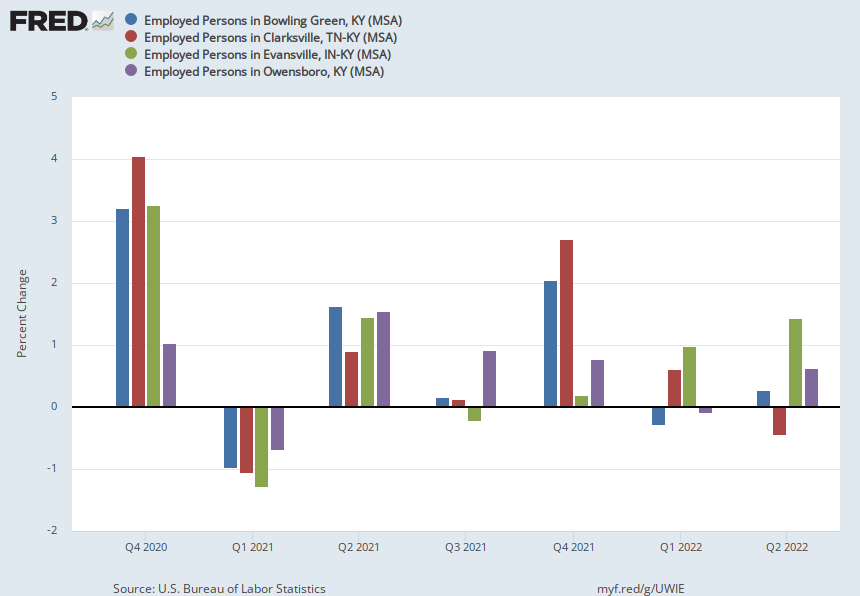 FRED
Employed Persons in Bowling Green, KY (MSA)
Employed Persons in Clarksville, TN-KY (MSA)
Employed Persons in Evansville, IN-KY (MSA)
Employed Persons in Owensboro, KY (MSA)
Percent Change
5
4
3
2
1
0
-1
-2
Q4 2020 Q1 2021 Q2 2021 Q3 2021 Q4 2021 Q1 2022 Q2 2022
Source: U.S. Bureau of Labor Statistics myf.red/g/UWIE